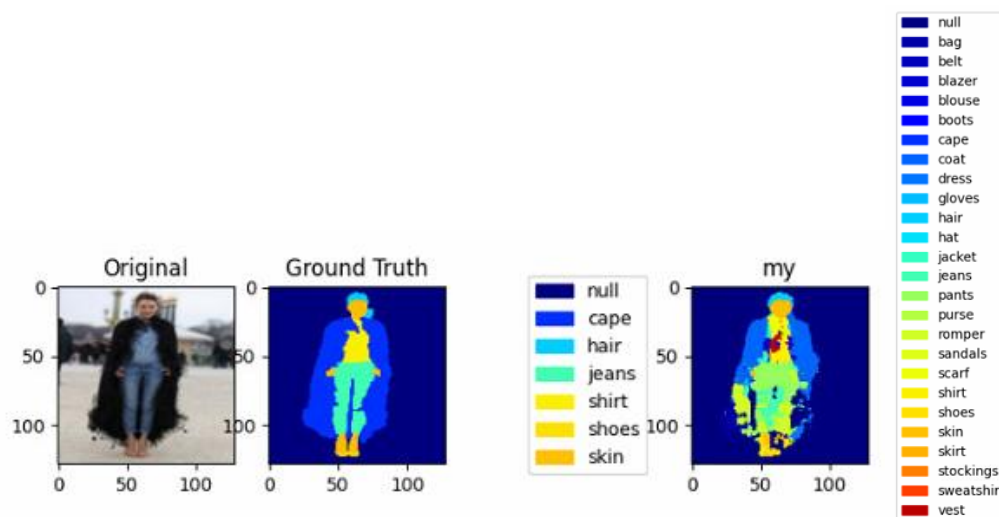 Original
0
50
100
0
50
100
Ground Truth
0
50
100
0
50
100
null
cape
hair
jeans
shirt
shoes
skin
my
0
50
100
0
50
100
null
bag
belt
blazer
blouse
boots
cape
coat
dress
gloves
hair
hat
jacket
jeans
pants
purse
romper
sandals
scarf
shirt
shoes
skin
skirt
stockings
sweatshir
vest